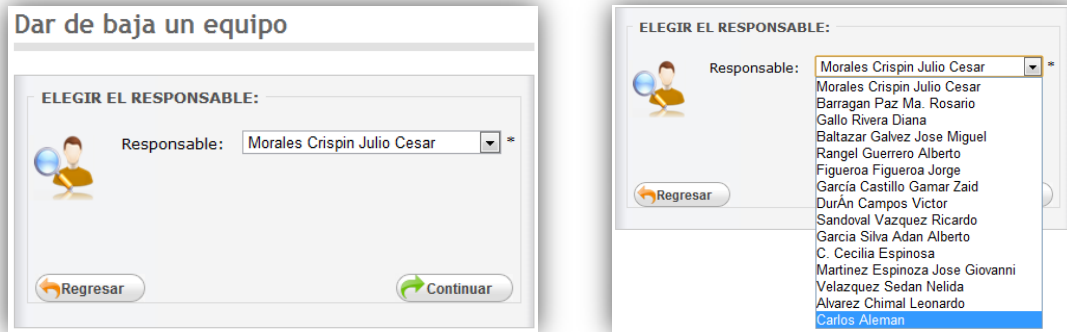 Dar de baja un equipo
ELEGIR EL RESPONSABLE:
Responsable: Morales Crispin Julio Cesar *
Regresar Continuar
ELEGIR EL RESPONSABLE:
Responsable: Morales Crispin Julio Cesar *
Morales Crispin Julio Cesar
Barragan Paz Ma. Rosario
Gallo Rivera Diana
Baltazar Galvez Jose Miguel
Rangel Guerrero Alberto
Figueroa Figueroa Jorge
García Castillo Gamar Zaid
DurÁn Campos Victor
Sandoval Vazquez Ricardo
Garcia Silva Adan Alberto
C. Cecilia Espinosa
Martinez Espinoza Jose Giovanni
Velazquez Sedan Nelida
Alvarez Chimal Leonardo
Carlos Aleman
Regresar